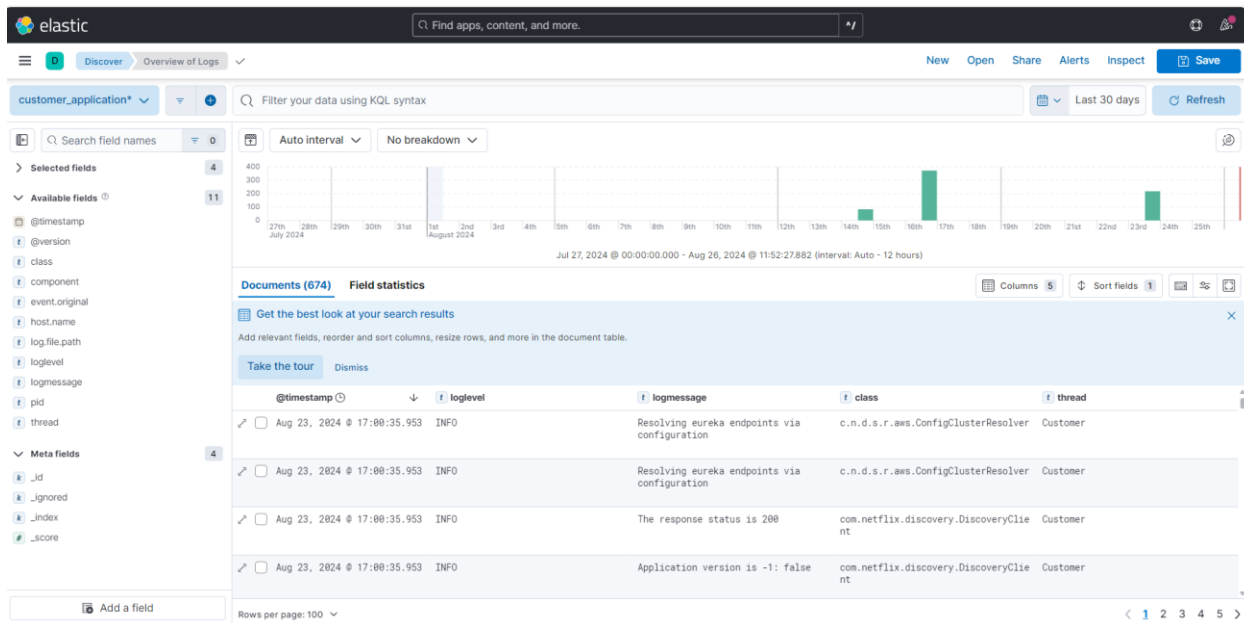 elastic
Find apps, content, and more.
^/
D
Discover
Overview of Logs
New
Open
Share
Alerts
Inspect
Save
customer_application*
Filter your data using KQL syntax
Last 30 days
Refresh
Search field names
0
Auto interval
No breakdown
Selected fields
4
Available fields
11
@timestamp
t @version
t class
t component
t event.original
t host.name
t log.file.path
t loglevel
t logmessage
t pid
t thread
Meta fields
4
k _id
k _ignored
k _index
# _score
Add a field
400
300
200
100
0
27th 28th 29th 30th 31st 1st 2nd 3rd 4th 5th 6th 7th 8th 9th 10th 11th 12th 13th 14th 15th 16th 17th 18th 19th 20th 21st 22nd 23rd 24th 25th
July 2024 August 2024
Jul 27, 2024 @ 00:00:00.000 - Aug 26, 2024 @ 11:52:27.882 (interval: Auto - 12 hours)
Documents (674)
Field statistics
Columns 5
Sort fields 1
Get the best look at your search results
Add relevant fields, reorder and sort columns, resize rows, and more in the document table.
Take the tour
Dismiss
@timestamp t loglevel t logmessage t class t thread
Aug 23, 2024 @ 17:00:35.953 INFO Resolving eureka endpoints via c.n.d.s.r.aws.ConfigClusterResolver Customer
configuration
Aug 23, 2024 @ 17:00:35.953 INFO Resolving eureka endpoints via c.n.d.s.r.aws.ConfigClusterResolver Customer
configuration
Aug 23, 2024 @ 17:00:35.953 INFO The response status is 200 com.netflix.discovery.DiscoveryClie Customer
nt
Aug 23, 2024 @ 17:00:35.953 INFO Application version is -1: false com.netflix.discovery.DiscoveryClie Customer
nt
Rows per page: 100
< 1 2 3 4 5 >